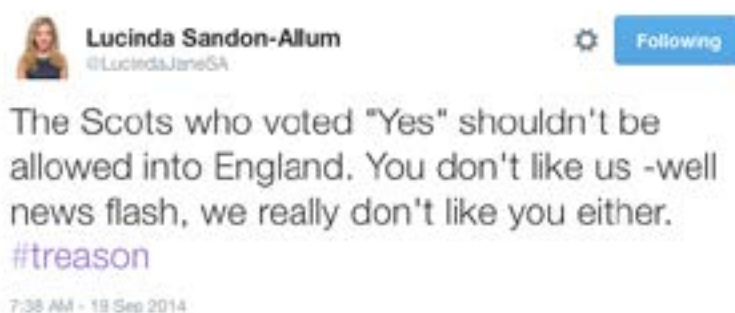 Lucinda Sandon-Allum
@LucindaJaneSA
Following
The Scots who voted "Yes" shouldn't be
allowed into England. You don't like us -well
news flash, we really don't like you either.
#treason
7:38 AM - 19 Sep 2014